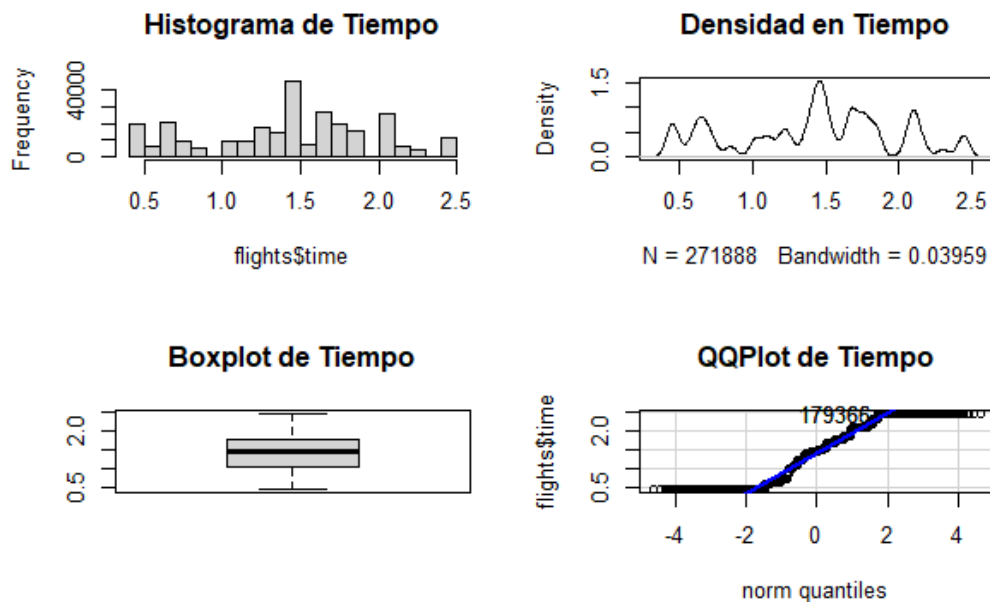 Histograma de Tiempo
Frequency
40000
0
0.5 1.0 1.5 2.0 2.5
flights$time
Densidad en Tiempo
Density
1.5
0.0
0.5 1.0 1.5 2.0 2.5
N = 271888 Bandwidth = 0.03959
Boxplot de Tiempo
2.0
0.5
QQPlot de Tiempo
flights$time
2.0
0.5
179366
-4 -2 0 2 4
norm quantiles